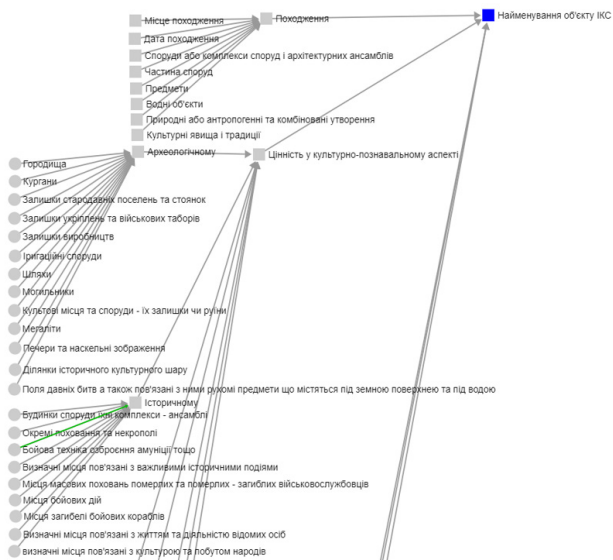 Місце походження
Походження
Найменування об'єкту ІКС
Дата походження
Споруди або комплекси споруд і архітектурних ансамблів
Частина споруд
Предмети
Водні об'єкти
Природні або антропогенні та комбіновані утворення
Культурні явища і традиції
Археологічному
Цінність у культурно-познавальному аспекті
Городища
Кургани
Залишки стародавніх поселень та стоянок
Залишки укріплень та військових таборів
Залишки виробництв
Іригаційні споруди
Шляхи
Могильники
Культові місця та споруди - їх залишки чи руїни
Мегаліти
Печери та наскельні зображення
Ділянки історичного культурного шару
Поля давніх битв а також пов'язані з ними рухомі предмети що містяться під земною поверхнею та під водою
Історичному
Будинки споруди їхні комплекси - ансамблі
Окремі поховання та некрополі
Бойова техніка озброєння амуніції тощо
Визначні місця пов'язані з важливими історичними подіями
Місця масових поховань померлих та померлих - загиблих військовослужбовців
Місця бойових дій
Місця загибелі бойових кораблів
Визначні місця пов'язані з життям та діяльністю відомих осіб
визначні місця пов'язані з культурою та побутом народів